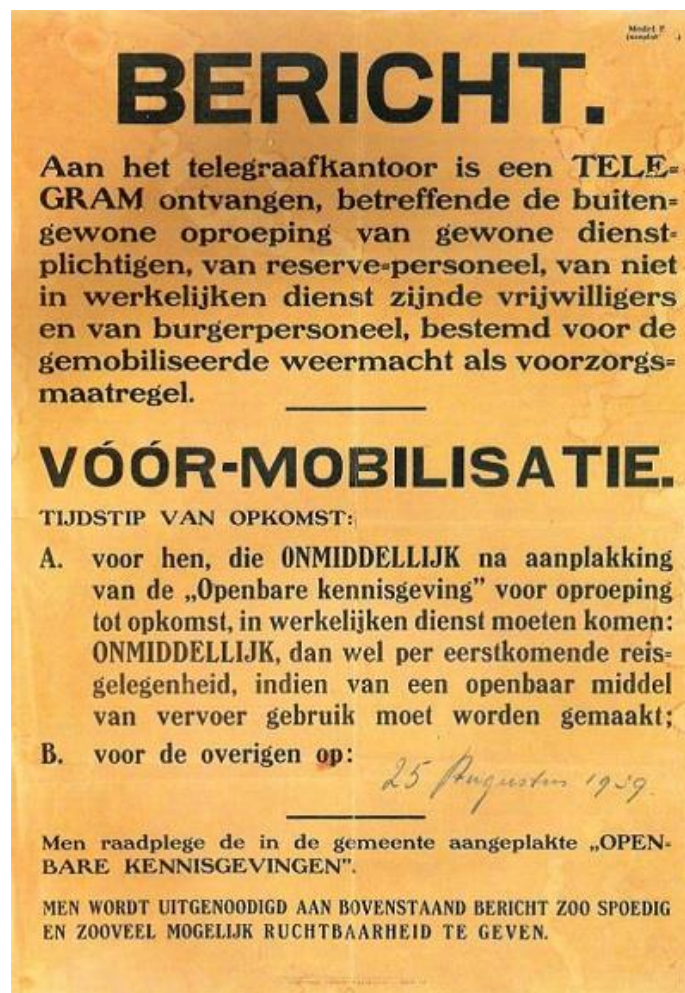 Model F.
BERICHT.
Aan het telegraafkantoor is een TELE=
GRAM ontvangen, betreffende de buiten=
gewone oproeping van gewone dienst=
plichtigen, van reserve=personeel, van niet
in werkelijken dienst zijnde vrijwilligers
en van burgerpersoneel, bestemd voor de
gemobiliseerde weermacht als voorzorgs=
maatregel.
VÓÓR-MOBILISATIE.
TIJDSTIP VAN OPKOMST:
A. voor hen, die ONMIDDELLIJK na aanplakking
van de „Openbare kennisgeving” voor oproeping
tot opkomst, in werkelijken dienst moeten komen:
ONMIDDELLIJK, dan wel per eerstkomende reis=
gelegenheid, indien van een openbaar middel
van vervoer gebruik moet worden gemaakt;
B. voor de overigen op:
25 Augustus 1939.
Men raadplege de in de gemeente aangeplakte „OPEN-
BARE KENNISGEVINGEN”.
MEN WORDT UITGENOODIGD AAN BOVENSTAAND BERICHT ZOO SPOEDIG
EN ZOOVEEL MOGELIJK RUCHTBAARHEID TE GEVEN.